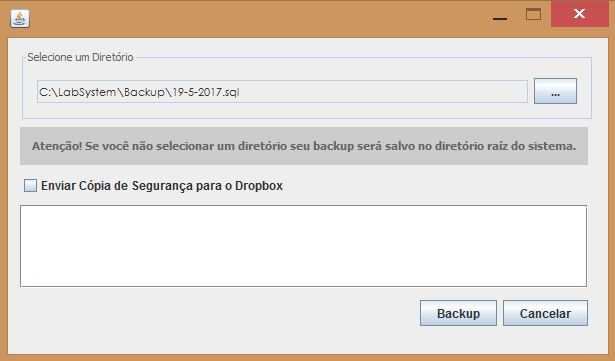 Selecione um Diretório
C:\LabSystem\Backup\19-5-2017.sql
...
Atenção! Se você não selecionar um diretório seu backup será salvo no diretório raíz do sistema.
Enviar Cópia de Segurança para o Dropbox
Backup
Cancelar